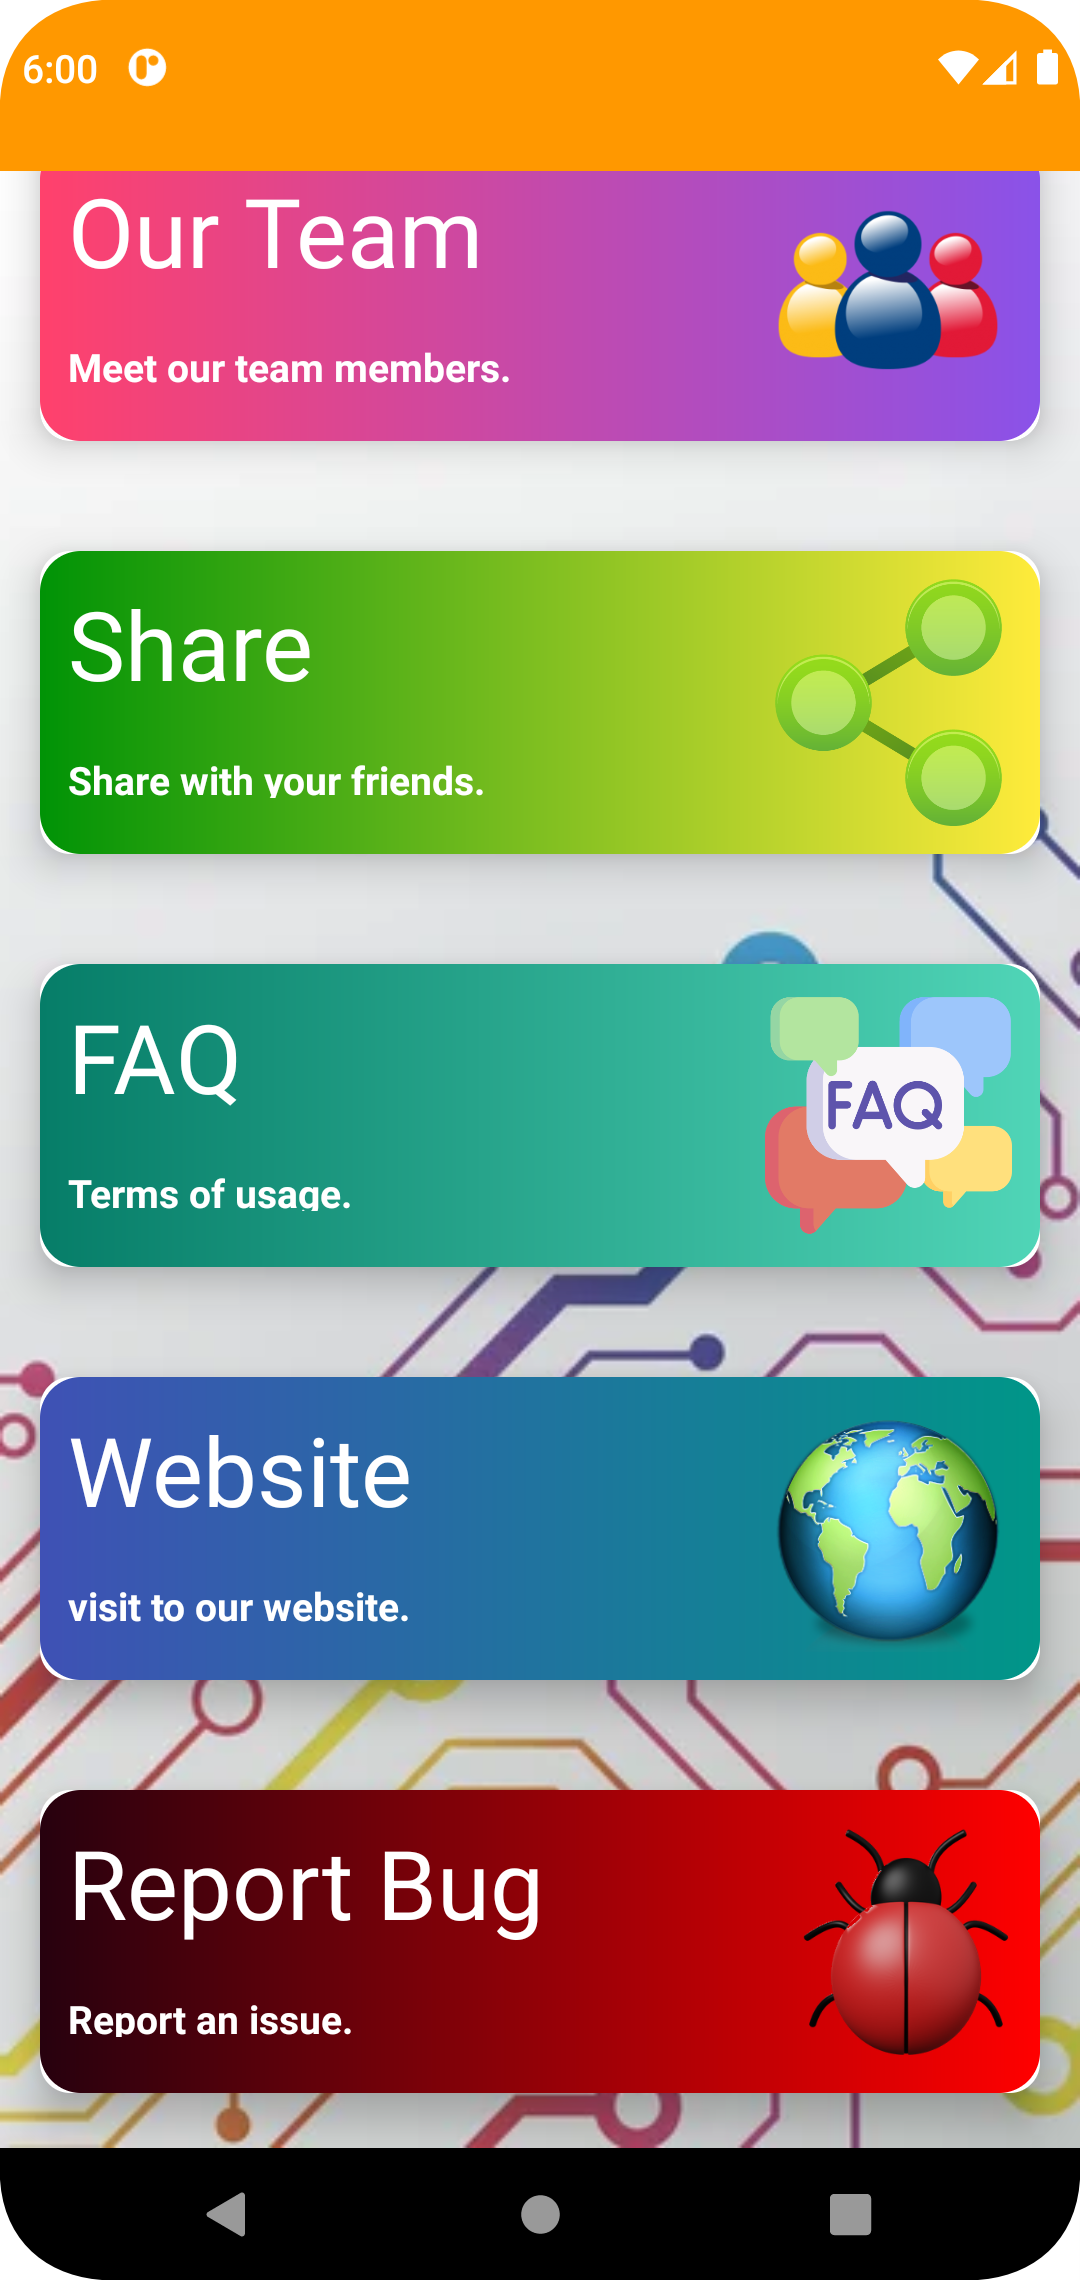 6:00
Our Team
Meet our team members.
Share
Share with your friends.
FAQ
FAQ
Terms of usage.
Website
visit to our website.
Report Bug
Report an issue.